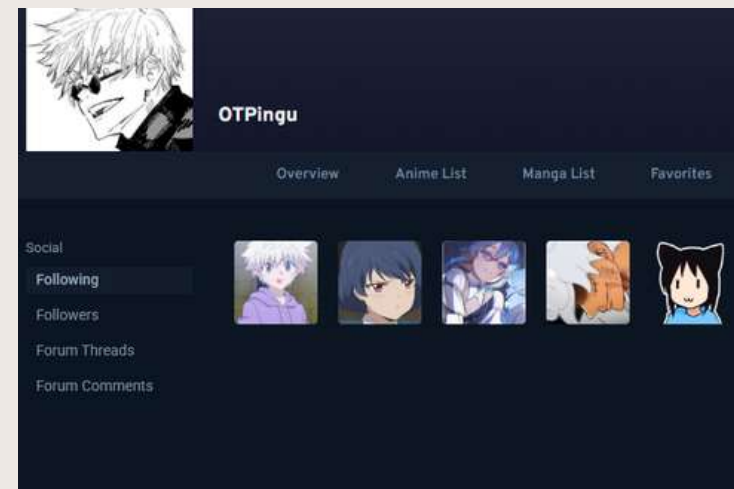 OTPingu
Overview Anime List Manga List Favorites
Social
Following
Followers
Forum Threads
Forum Comments